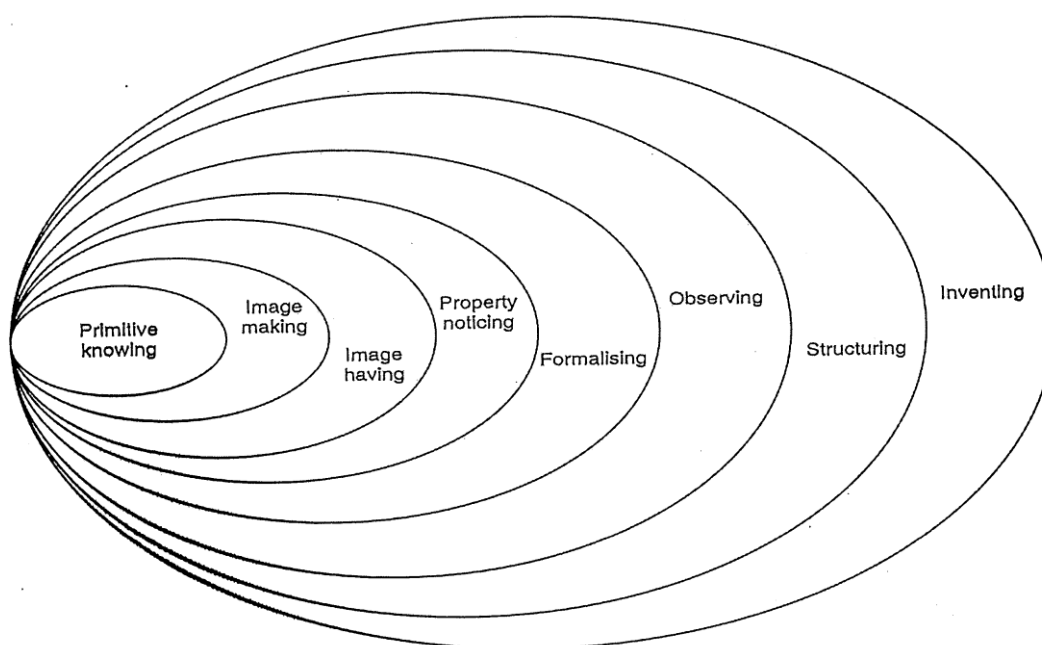 Primitive
knowing
Image
making
Image
having
Property
noticing
Formalising
Observing
Structuring
Inventing